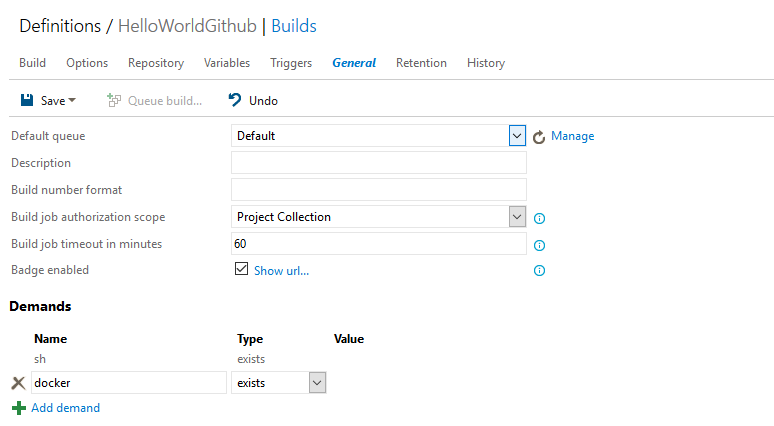 Definitions / HelloWorldGithub | Builds
Build Options Repository Variables Triggers General Retention History
Save Queue build... Undo
Default queue Default Manage
Description
Build number format
Build job authorization scope Project Collection
Build job timeout in minutes 60
Badge enabled Show url...
Demands
Name Type Value
sh exists
docker exists
Add demand